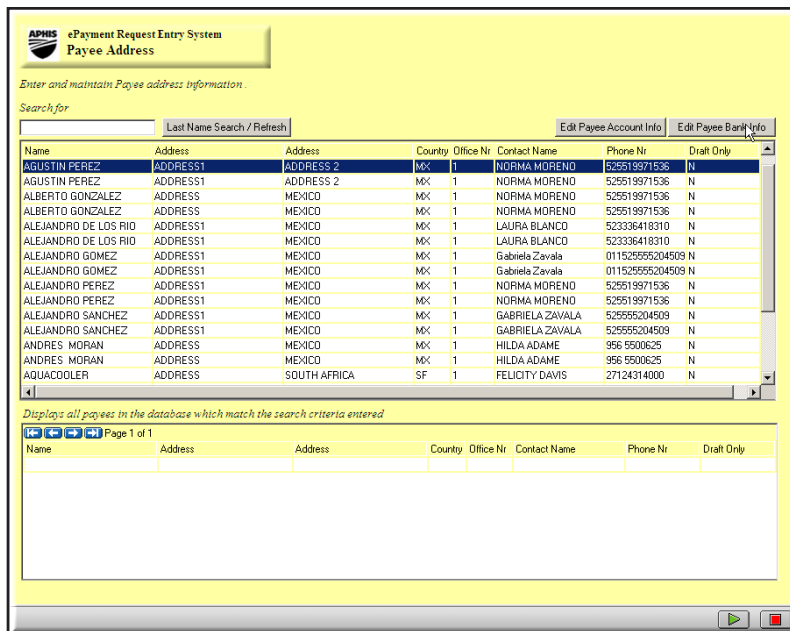 APHIS ePayment Request Entry System
Payee Address
Enter and maintain Payee address information .
Search for
Last Name Search / Refresh Edit Payee Account Info Edit Payee Bank Info
Name Address Address Country Office Nr Contact Name Phone Nr Draft Only
AGUSTIN PEREZ ADDRESS1 ADDRESS 2 MX 1 NORMA MORENO 525519971536 N
AGUSTIN PEREZ ADDRESS1 ADDRESS 2 MX 1 NORMA MORENO 525519971536 N
ALBERTO GONZALEZ ADDRESS MEXICO MX 1 NORMA MORENO 525519971536 N
ALBERTO GONZALEZ ADDRESS MEXICO MX 1 NORMA MORENO 525519971536 N
ALEJANDRO DE LOS RIO ADDRESS1 MEXICO MX 1 LAURA BLANCO 523336418310 N
ALEJANDRO DE LOS RIO ADDRESS1 MEXICO MX 1 LAURA BLANCO 523336418310 N
ALEJANDRO GOMEZ ADDRESS MEXICO MX 1 Gabriela Zavala 011525555204509 N
ALEJANDRO GOMEZ ADDRESS MEXICO MX 1 Gabriela Zavala 011525555204509 N
ALEJANDRO PEREZ ADDRESS1 MEXICO MX 1 NORMA MORENO 525519971536 N
ALEJANDRO PEREZ ADDRESS1 MEXICO MX 1 NORMA MORENO 525519971536 N
ALEJANDRO SANCHEZ ADDRESS1 MEXICO MX 1 GABRIELA ZAVALA 525555204509 N
ALEJANDRO SANCHEZ ADDRESS1 MEXICO MX 1 GABRIELA ZAVALA 525555204509 N
ANDRES MORAN ADDRESS MEXICO MX 1 HILDA ADAME 956 5500625 N
ANDRES MORAN ADDRESS MEXICO MX 1 HILDA ADAME 956 5500625 N
AQUACOOLER ADDRESS SOUTH AFRICA SF 1 FELICITY DAVIS 27124314000 N
Displays all payees in the database which match the search criteria entered
Page 1 of 1
Name Address Address Country Office Nr Contact Name Phone Nr Draft Only